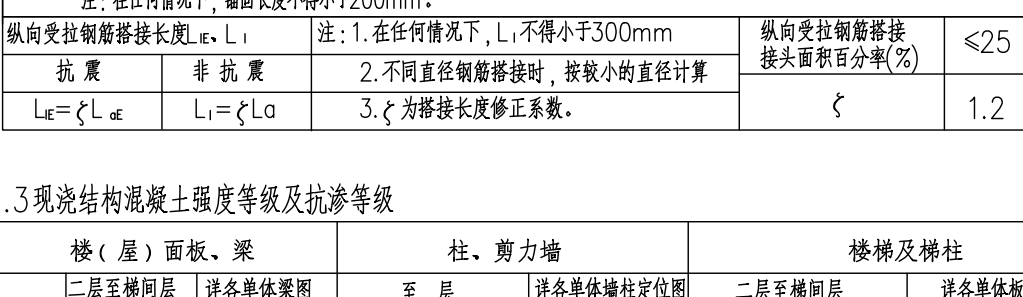 注：在任何情况下，锚固长度不得小于200mm。
纵向受拉钢筋搭接长度LIE、Ll
注：1.在任何情况下，Ll不得小于300mm
纵向受拉钢筋搭接
接头面积百分率(%)
≤25
抗 震
非 抗 震
2.不同直径钢筋搭接时，按较小的直径计算
LIE=ζLaE
Ll=ζLa
3.ζ为搭接长度修正系数。
ζ
1.2
.3现浇结构混凝土强度等级及抗渗等级
楼(屋)面板、梁
柱、剪力墙
楼梯及梯柱
二层至梯间层
详各单体梁图
至 层
详各单体墙柱定位图
二层至梯间层
详各单体板